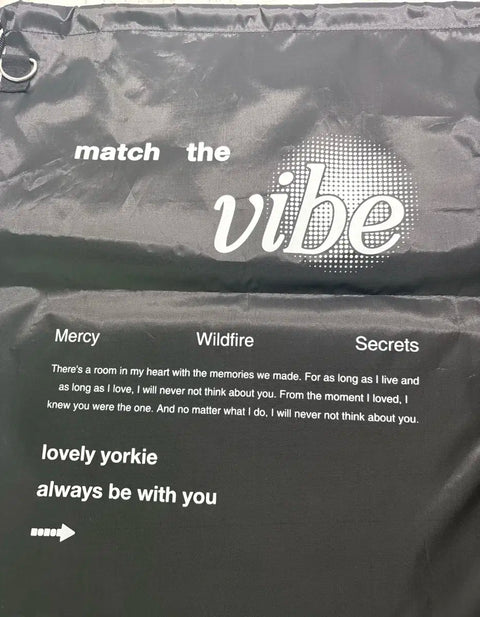 match the
vibe
Mercy Wildfire Secrets
There's a room in my heart with the memories we made. For as long as I live and
as long as I love, I will never not think about you. From the moment I loved, I
knew you were the one. And no matter what I do, I will never not think about you.
lovely yorkie
always be with you